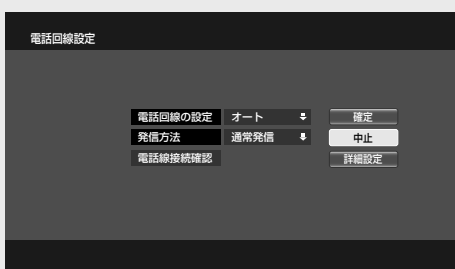 電話回線設定
電話回線の設定 オート 確定
発信方法 通常発信 中止
電話線接続確認 詳細設定